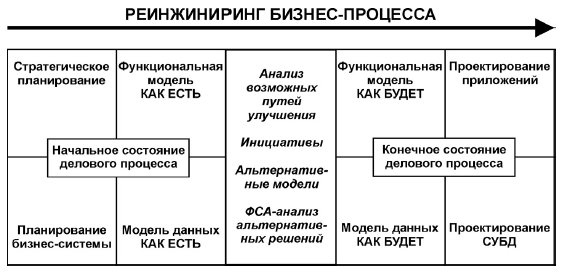 РЕИНЖИНИРИНГ БИЗНЕС-ПРОЦЕССА
Стратегическое
планирование
Функциональная
модель
КАК ЕСТЬ
Начальное состояние
делового процесса
Планирование
бизнес-системы
Модель данных
КАК ЕСТЬ
Анализ
возможных
путей
улучшения
Инициативы
Альтернатив-
ные модели
ФСА-анализ
альтернатив-
ных решений
Функциональная
модель
КАК БУДЕТ
Проектирование
приложений
Конечное состояние
делового процесса
Модель данных
КАК БУДЕТ
Проектирование
СУБД